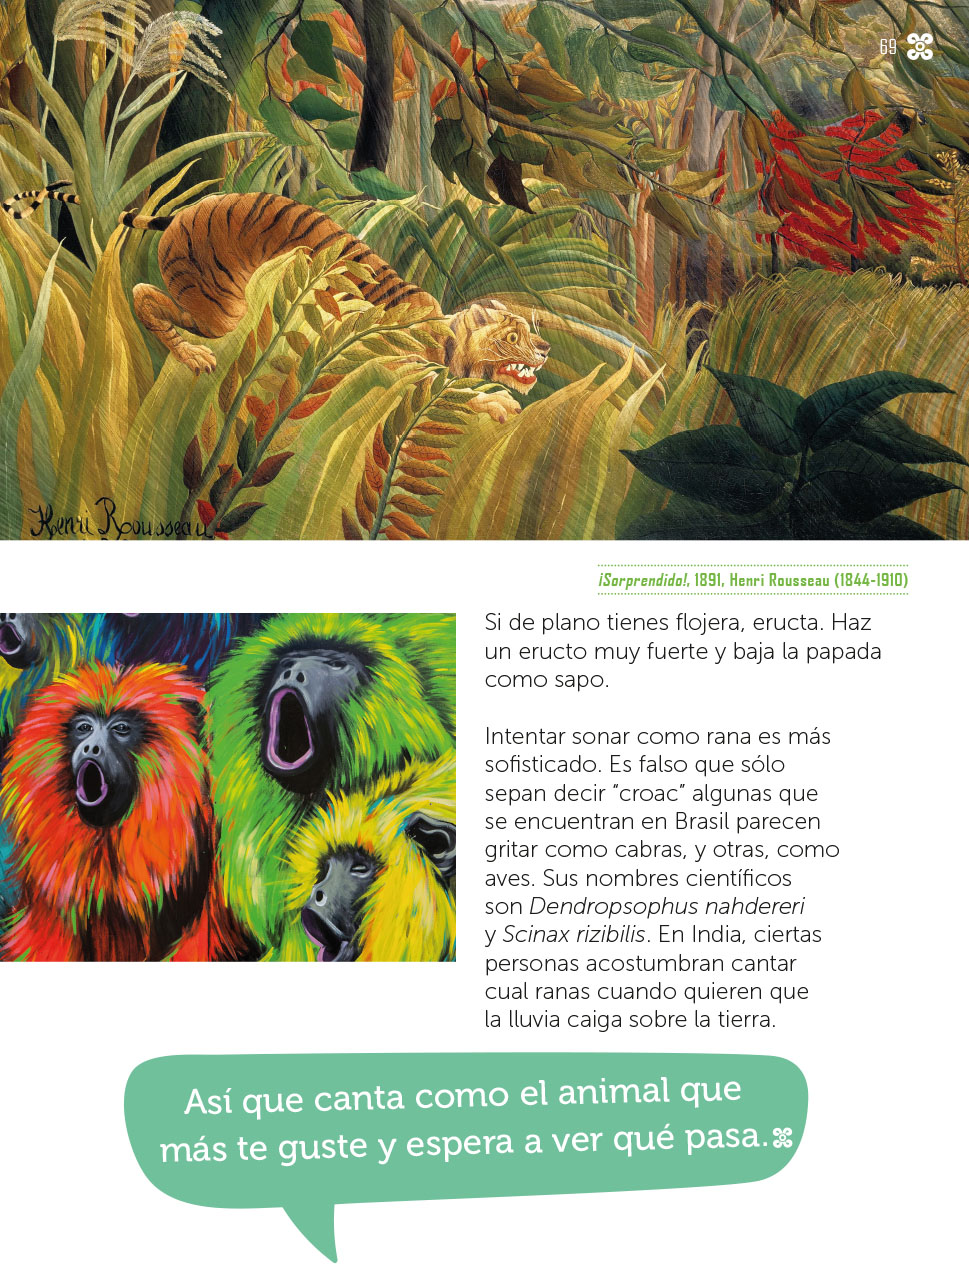 69
Henri Rousseau
¡Sorprendido!, 1891, Henri Rousseau (1844-1910)
Si de plano tienes flojera, eructa. Haz
un eructo muy fuerte y baja la papada
como sapo.
Intentar sonar como rana es más
sofisticado. Es falso que sólo
sepan decir “croac” algunas que
se encuentran en Brasil parecen
gritar como cabras, y otras, como
aves. Sus nombres científicos
son Dendropsophus nahdereri
y Scinax rizibilis. En India, ciertas
personas acostumbran cantar
cual ranas cuando quieren que
la lluvia caiga sobre la tierra.
Así que canta como el animal que
más te guste y espera a ver qué pasa.